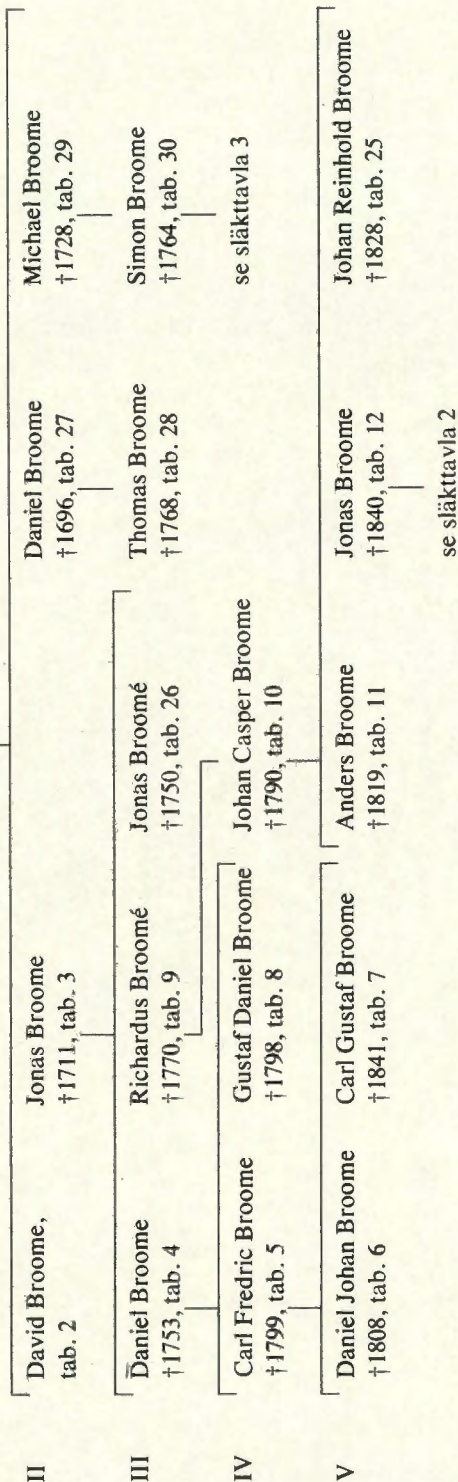 II
David Broome,
tab. 2
Jonas Broome
†1711, tab. 3
Daniel Broome
†1696, tab. 27
Michael Broome
†1728, tab. 29
III
Daniel Broome
†1753, tab. 4
Richardus Broomé
†1770, tab. 9
Jonas Broomé
†1750, tab. 26
Thomas Broome
†1768, tab. 28
Simon Broome
†1764, tab. 30
IV
Carl Fredric Broome
†1799, tab. 5
Gustaf Daniel Broome
†1798, tab. 8
Johan Casper Broome
†1790, tab. 10
se släkttavla 3
V
Daniel Johan Broome
†1808, tab. 6
Carl Gustaf Broome
†1841, tab. 7
Anders Broome
†1819, tab. 11
Jonas Broome
†1840, tab. 12
Johan Reinhold Broome
†1828, tab. 25
se släkttavla 2